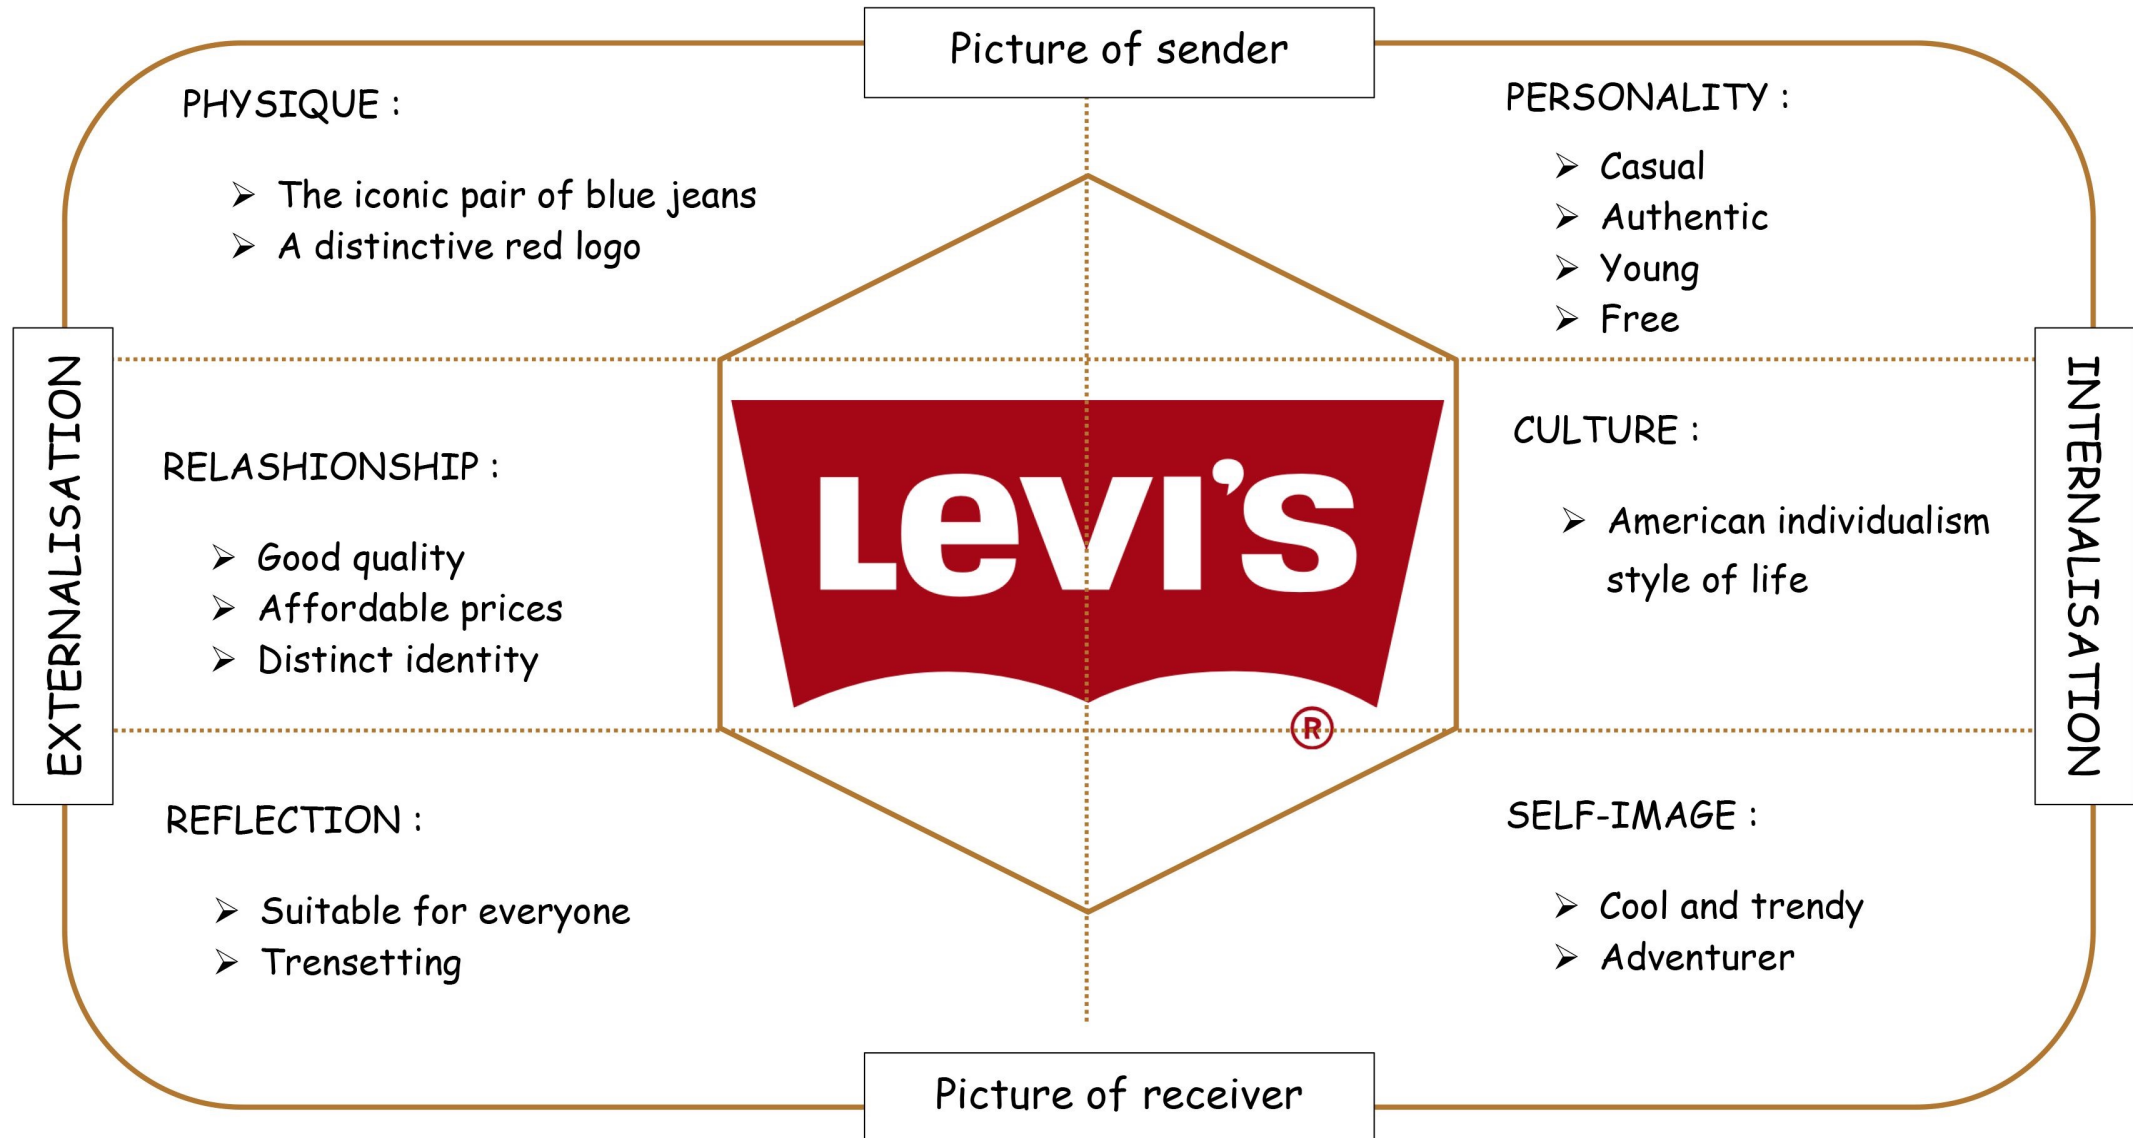 Picture of sender
PHYSIQUE :
The iconic pair of blue jeans
A distinctive red logo
PERSONALITY :
Casual
Authentic
Young
Free
EXTERNALISATION
RELASHIONSHIP :
Good quality
Affordable prices
Distinct identity
LEVI'S
®
CULTURE :
American individualism
style of life
INTERNALISATION
REFLECTION :
Suitable for everyone
Trensetting
SELF-IMAGE :
Cool and trendy
Adventurer
Picture of receiver